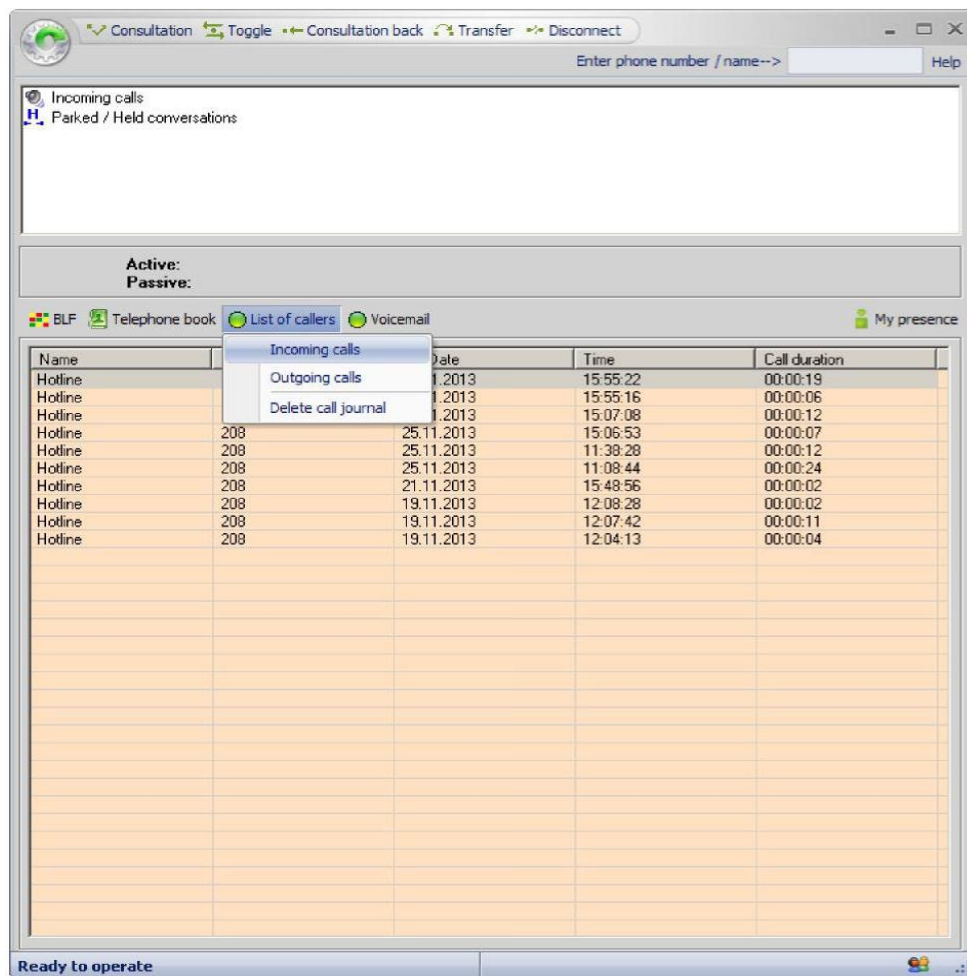 Consultation Toggle Consultation back Transfer Disconnect
Enter phone number / name--> Help
Incoming calls
H Parked / Held conversations
Active:
Passive:
BLF Telephone book List of callers Voicemail My presence
Incoming calls
Outgoing calls
Delete call journal
Name Date Time Call duration
Hotline 1.2013 15:55:22 00:00:19
Hotline .2013 15:55:16 00:00:06
Hotline .2013 15:07:08 00:00:12
Hotline 208 25.11.2013 15:06:53 00:00:07
Hotline 208 25.11.2013 11:38:28 00:00:12
Hotline 208 25.11.2013 11:08:44 00:00:24
Hotline 208 21.11.2013 15:48:56 00:00:02
Hotline 208 19.11.2013 12:08:28 00:00:02
Hotline 208 19.11.2013 12:07:42 00:00:11
Hotline 208 19.11.2013 12:04:13 00:00:04
Ready to operate